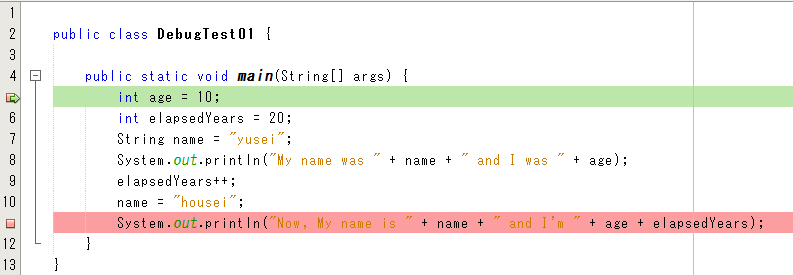 1
2 public class DebugTest01 {
3
4 public static void main(String[] args) {
int age = 10;
6 int elapsedYears = 20;
7 String name = "yusei";
8 System.out.println("My name was " + name + " and I was " + age);
9 elapsedYears++;
10 name = "housei";
System.out.println("Now, My name is " + name + " and I'm " + age + elapsedYears);
12 }
13 }